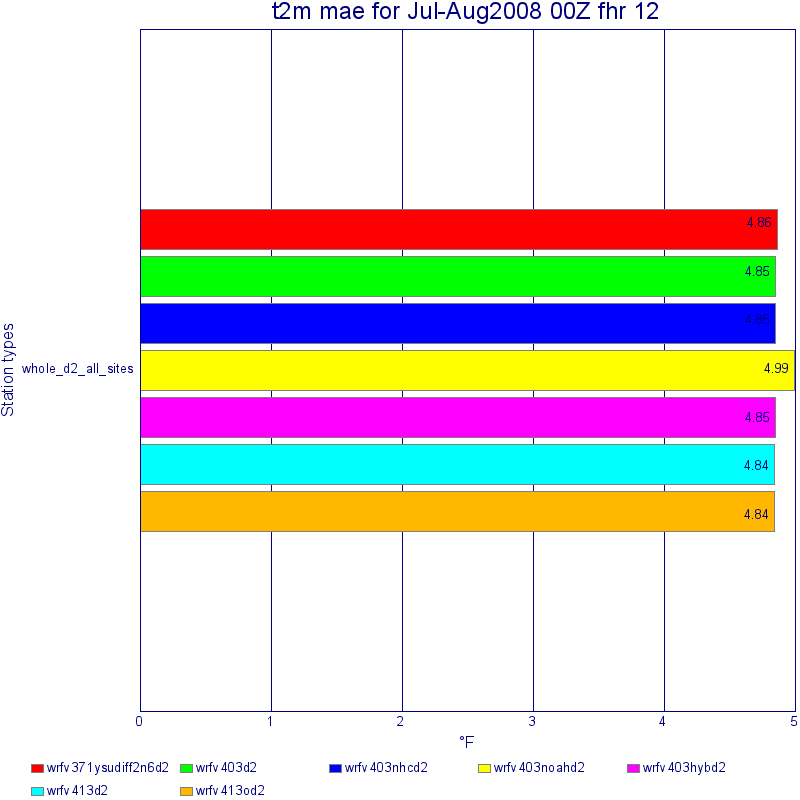 t2m mae for Jul-Aug2008 00Z fhr 12
4.86
4.85
4.85
4.99
4.85
4.84
4.84
Station types
whole_d2_all_sites
0 1 2 3 4 5
°F
wrfv371ysudiff2n6d2 wrfv403d2 wrfv403nhcd2 wrfv403noahd2 wrfv403hybd2
wrfv413d2 wrfv413od2